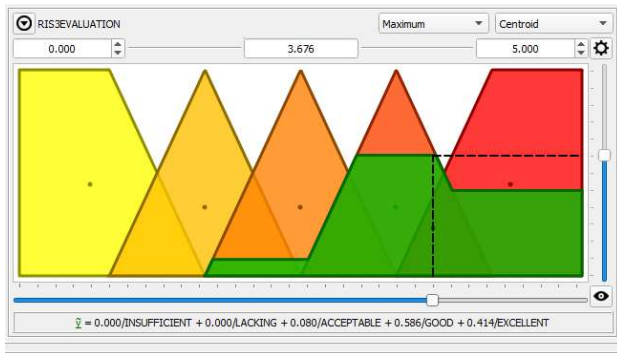 RIS3EVALUATION Maximum Centroid
0.000 3.676 5.000
ỹ = 0.000/INSUFFICIENT + 0.000/LACKING + 0.080/ACCEPTABLE + 0.586/GOOD + 0.414/EXCELLENT